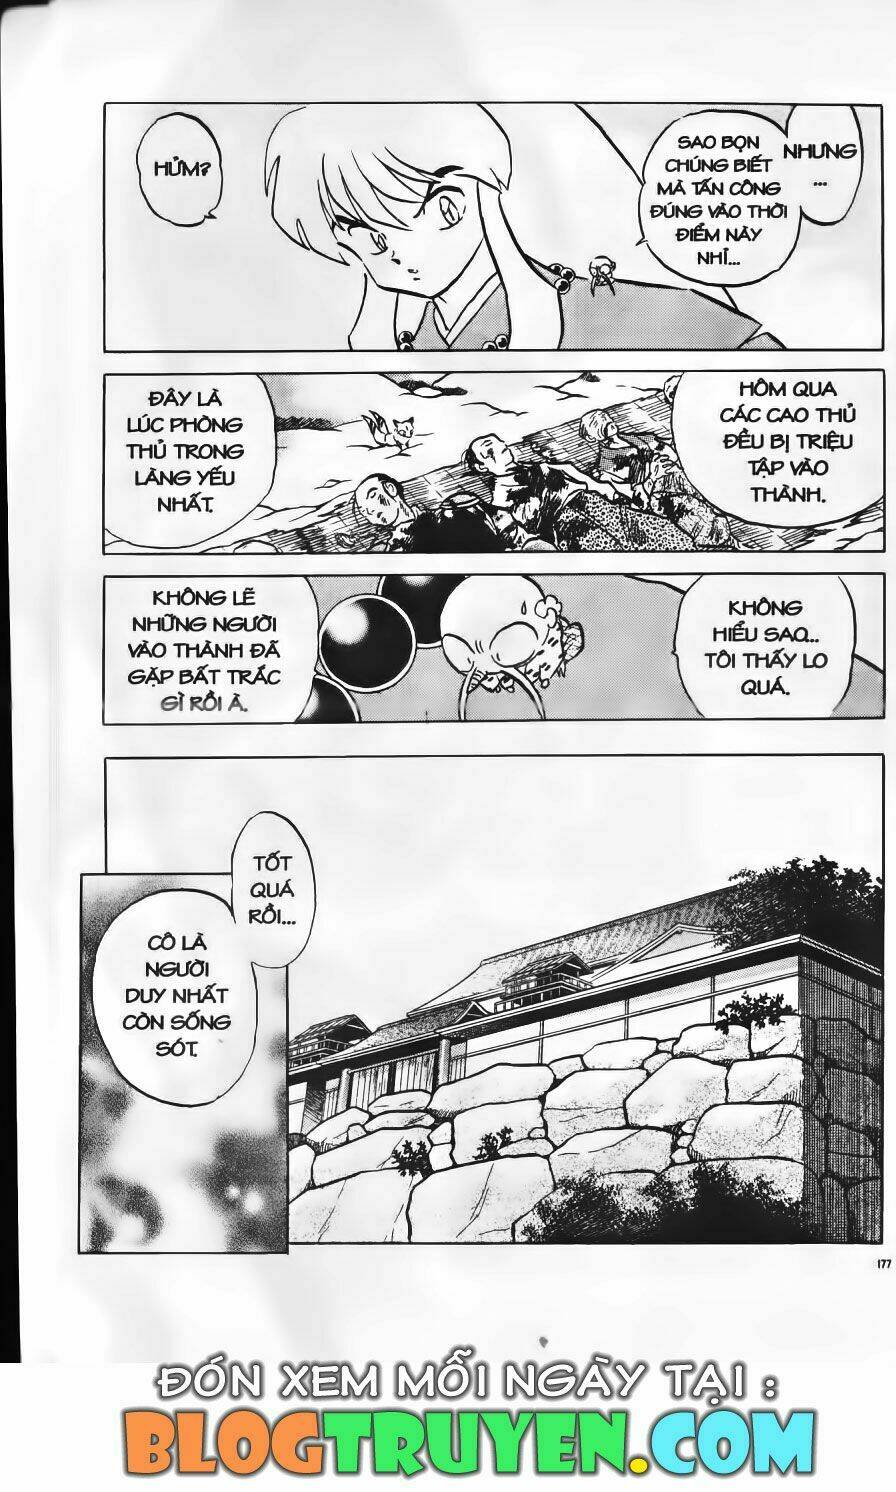 NHƯNG
...
SAO BỌN
CHÚNG BIẾT
MÀ TẤN CÔNG
ĐÚNG VÀO THỜI
ĐIỂM NÀY
NHỈ...
HỬM?
HÔM QUA
CÁC CAO THỦ
ĐỀU BỊ TRIỆU
TẬP VÀO
THÀNH.
ĐÂY LÀ
LÚC PHÒNG
THỦ TRONG
LÀNG YẾU
NHẤT.
KHÔNG
HIỂU SAO...
TÔI THẤY LO
QUÁ.
KHÔNG LẼ
NHỮNG NGƯỜI
VÀO THÀNH ĐÃ
GẶP BẤT TRẮC
GÌ RỒI À.
TỐT
QUÁ
RỒI...
CÔ LÀ
NGƯỜI
DUY NHẤT
CÒN SỐNG
SÓT.
177
ĐÓN XEM MỖI NGÀY TẠI :
BLOGTRUYEN.COM